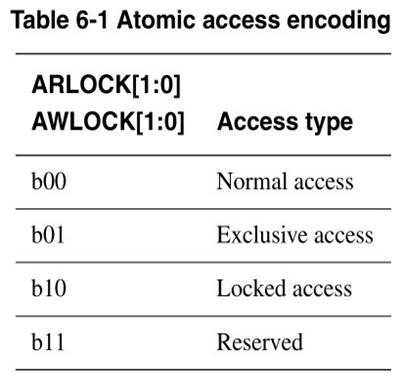 Table 6-1 Atomic access encoding
ARLOCK[1:0]
AWLOCK[1:0] Access type
b00 Normal access
b01 Exclusive access
b10 Locked access
b11 Reserved